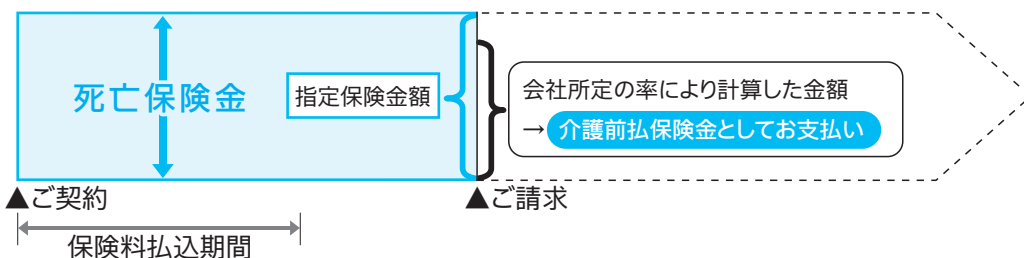 死亡保険金
指定保険金額
会社所定の率により計算した金額
→介護前払保険金としてお支払い
▲ご契約
▲ご請求
保険料払込期間